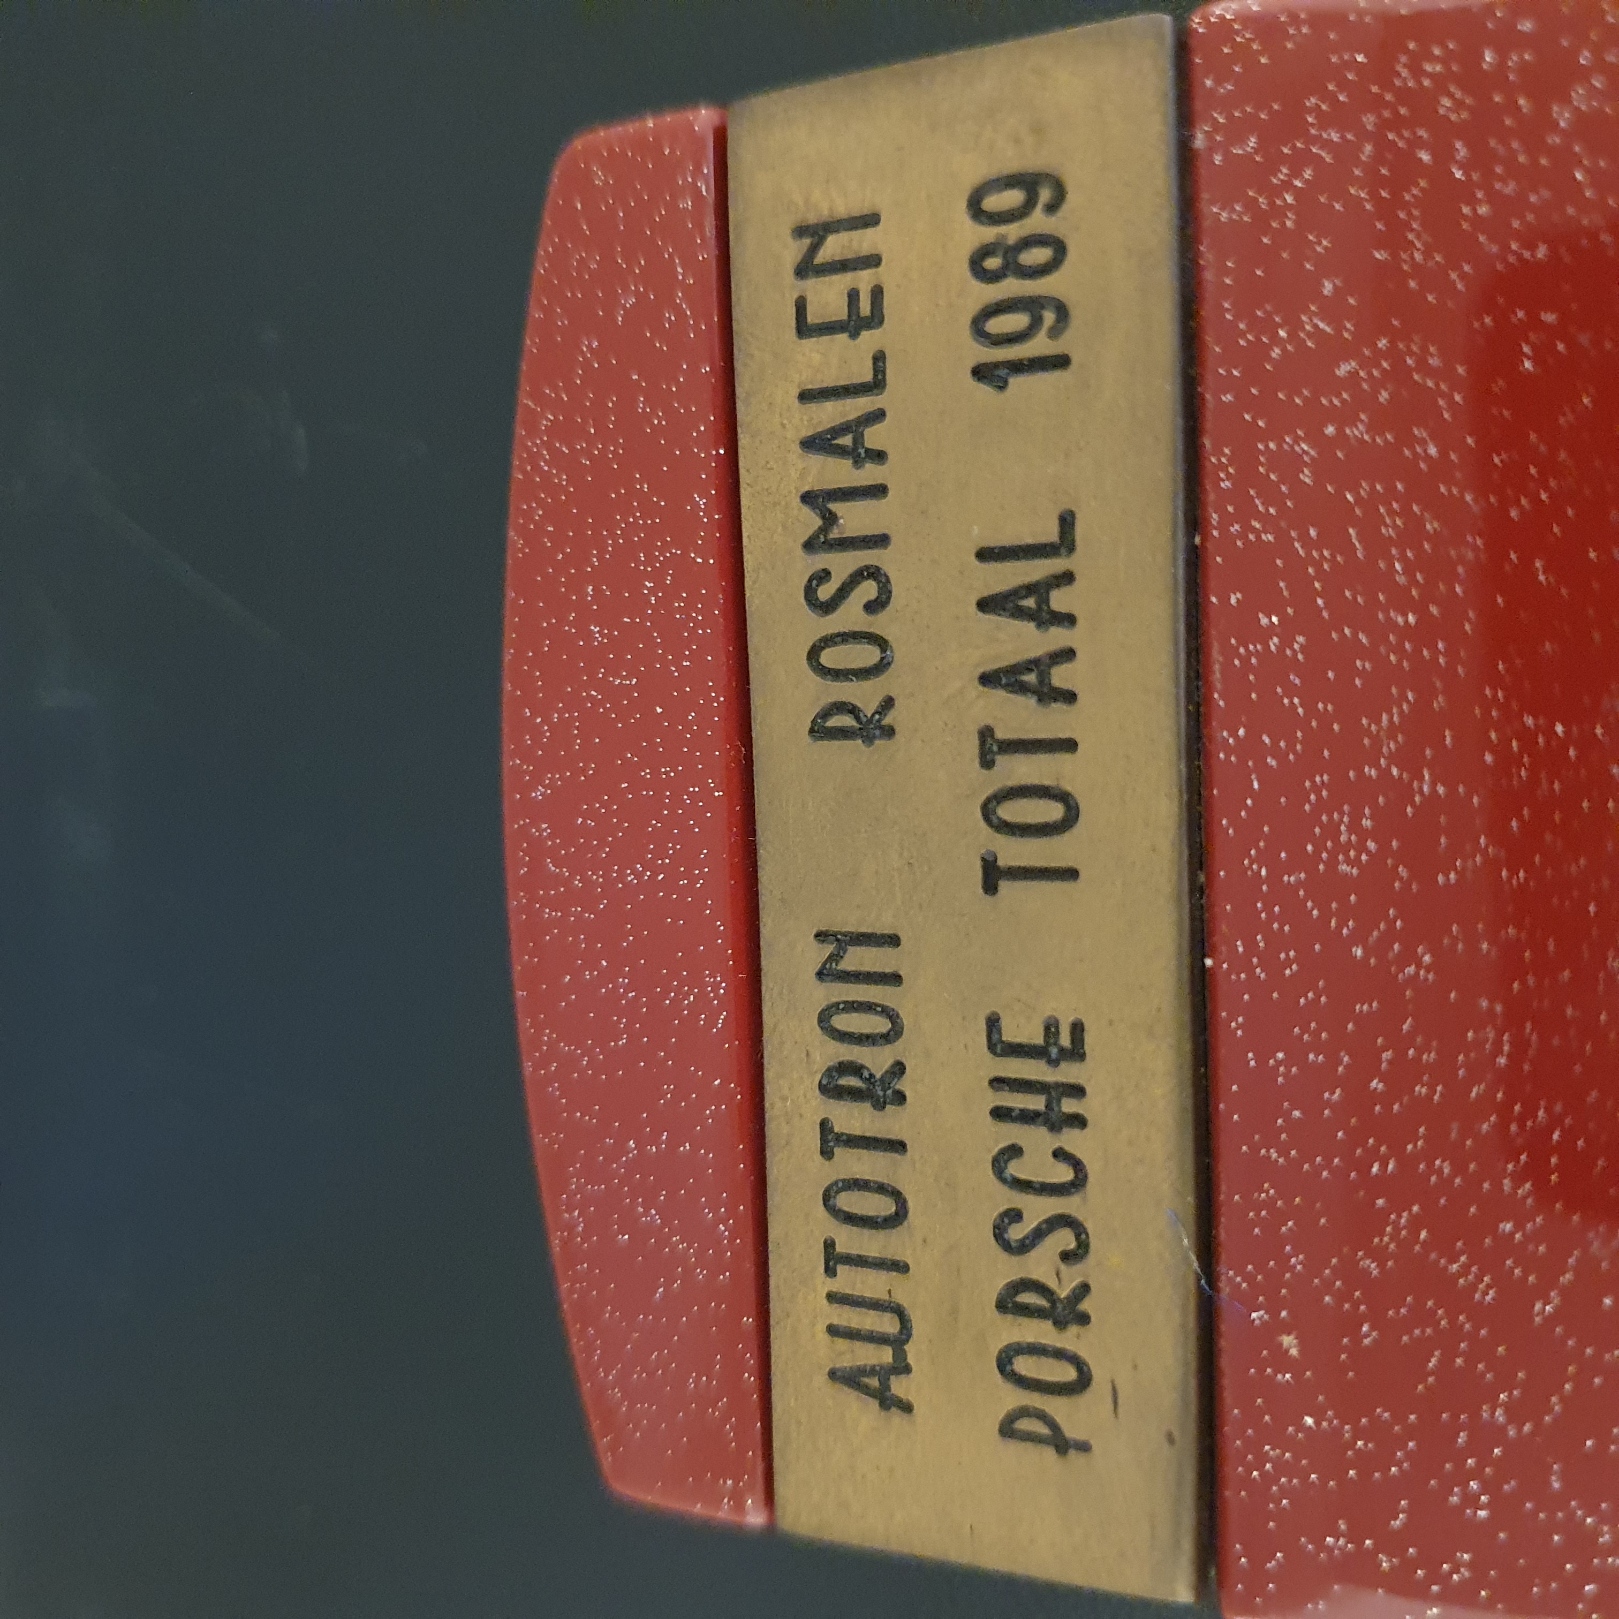 AUTOTRON ROSMALEN
PORSCHE TOTAAL 1989